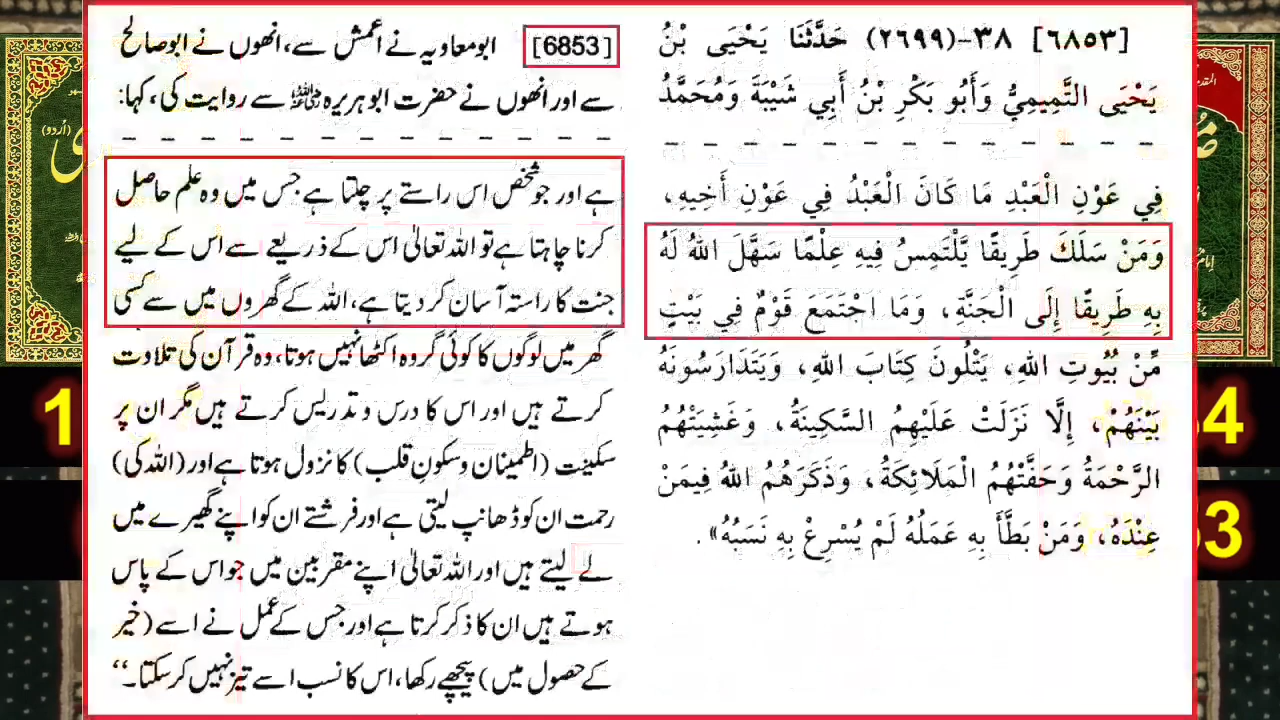 [٦٨٥٣] ٣٨-(٢٦٩٩) حَدَّثَنَا يَحْيَى بْنُ
يَحْيَى التَّمِيمِيُّ وَأَبُو بَكْرِ بْنُ أَبِي شَيْبَةَ وَمُحَمَّدُ
فِي عَوْنِ الْعَبْدِ مَا كَانَ الْعَبْدُ فِي عَوْنِ أَخِيهِ،
وَمَنْ سَلَكَ طَرِيقًا يَّلْتَمِسُ فِيهِ عِلْمًا سَهَّلَ اللهُ لَهُ
بِهِ طَرِيقًا إِلَى الْجَنَّةِ، وَمَا اجْتَمَعَ قَوْمٌ فِي بَيْتٍ
مِّنْ بُيُوتِ اللهِ، يَتْلُونَ كِتَابَ اللهِ، وَيَتَدَارَسُونَهُ
بَيْنَهُمْ، إِلَّا نَزَلَتْ عَلَيْهِمُ السَّكِينَةُ، وَغَشِيَتْهُمُ
الرَّحْمَةُ وَحَفَّتْهُمُ الْمَلَائِكَةُ، وَذَكَرَهُمُ اللهُ فِيمَنْ
عِنْدَهُ، وَمَنْ بَطَّأَ بِهِ عَمَلُهُ لَمْ يُسْرِعْ بِهِ نَسَبُهُ».
[6853] ابومعاویہ نے اعمش سے، انھوں نے ابوصالح
سے اور انھوں نے حضرت ابوہریرہ ﷜ سے روایت کی، کہا:
ہے اور جو شخص اس راستے پر چلتا ہے جس میں وہ علم حاصل
کرنا چاہتا ہے تو اللہ تعالیٰ اس کے ذریعے سے اس کے لیے
جنت کا راستہ آسان کر دیتا ہے، اللہ کے گھروں میں سے کسی
گھر میں لوگوں کا کوئی گروہ اکٹھا نہیں ہوتا، وہ قرآن کی تلاوت
کرتے ہیں اور اس کا درس و تدریس کرتے ہیں مگر ان پر
سکینت (اطمینان و سکونِ قلب) کا نزول ہوتا ہے اور (اللہ کی)
رحمت ان کو ڈھانپ لیتی ہے اور فرشتے ان کو اپنے گھیرے میں
لے لیتے ہیں اور اللہ تعالیٰ اپنے مقربین میں جو اس کے پاس
ہوتے ہیں ان کا ذکر کرتا ہے اور جس کے عمل نے اسے (خیر
کے حصول میں) پیچھے رکھا، اس کا نسب اسے تیز نہیں کر سکتا۔‘‘